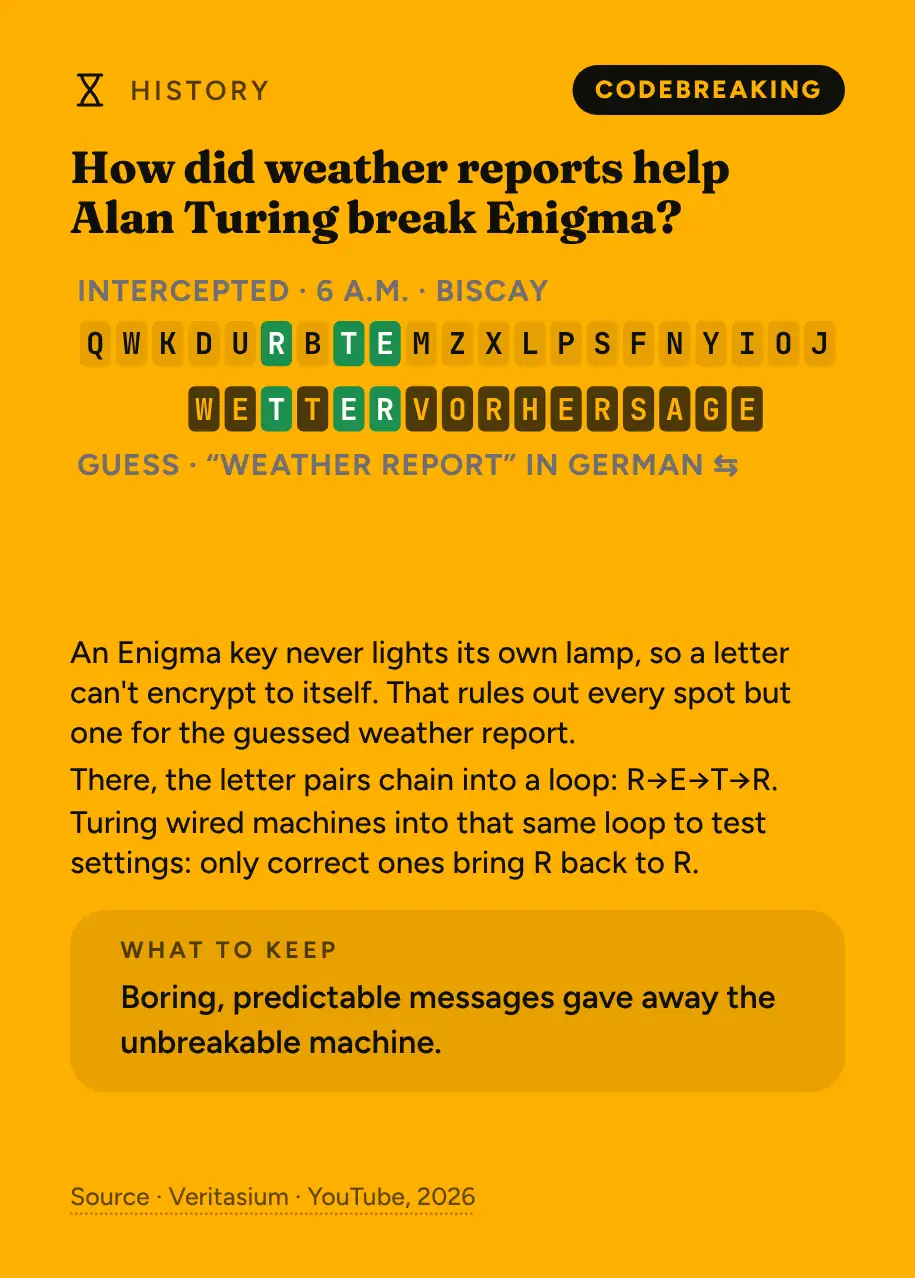 HISTORY
CODEBREAKING
How did weather reports help
Alan Turing break Enigma?
INTERCEPTED · 6 A.M. · BISCAY
QWKDURBTEMZXLPSFNYIOJ
WETTERVORHERSAGE
GUESS · “WEATHER REPORT” IN GERMAN ⇆
An Enigma key never lights its own lamp, so a letter
can't encrypt to itself. That rules out every spot but
one for the guessed weather report.
There, the letter pairs chain into a loop: R→E→T→R.
Turing wired machines into that same loop to test
settings: only correct ones bring R back to R.
WHAT TO KEEP
Boring, predictable messages gave away the
unbreakable machine.
Source · Veritasium · YouTube, 2026